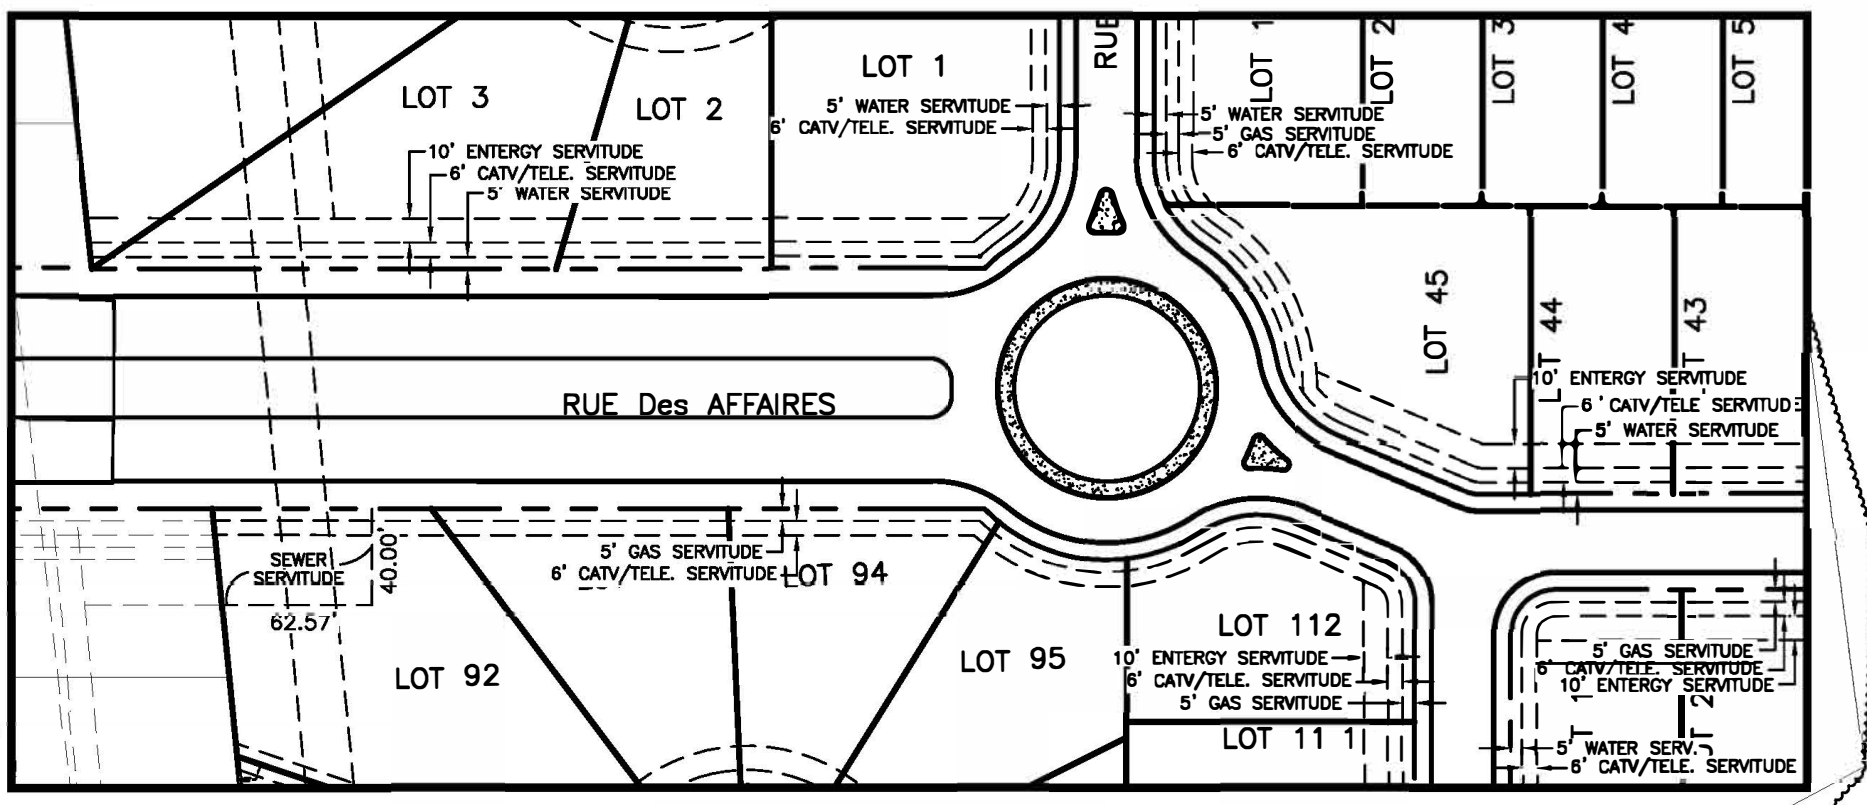 RUE
LOT 1
LOT 2
LOT 3
LOT 4
LOT 5
LOT 1
LOT 3
LOT 2
5' WATER SERVITUDE
6' CATV/TELE. SERVITUDE
5' WATER SERVITUDE
5' GAS SERVITUDE
6' CATV/TELE. SERVITUDE
10' ENTERGY SERVITUDE
6' CATV/TELE. SERVITUDE
5' WATER SERVITUDE
LOT 45
LOT 44
43
10' ENTERGY SERVITUDE
6' CATV/TELE SERVITUDE
5' WATER SERVITUDE
RUE Des AFFAIRES
SEWER
SERVITUDE
40.00'
62.57'
5' GAS SERVITUDE
6' CATV/TELE. SERVITUDE
LOT 94
LOT 92
LOT 95
LOT 112
10' ENTERGY SERVITUDE
6' CATV/TELE. SERVITUDE
5' GAS SERVITUDE
LOT 111
5' GAS SERVITUDE
6' CATV/TELE. SERVITUDE
10' ENTERGY SERVITUDE
1
2
5' WATER SERV.
6' CATV/TELE. SERVITUDE